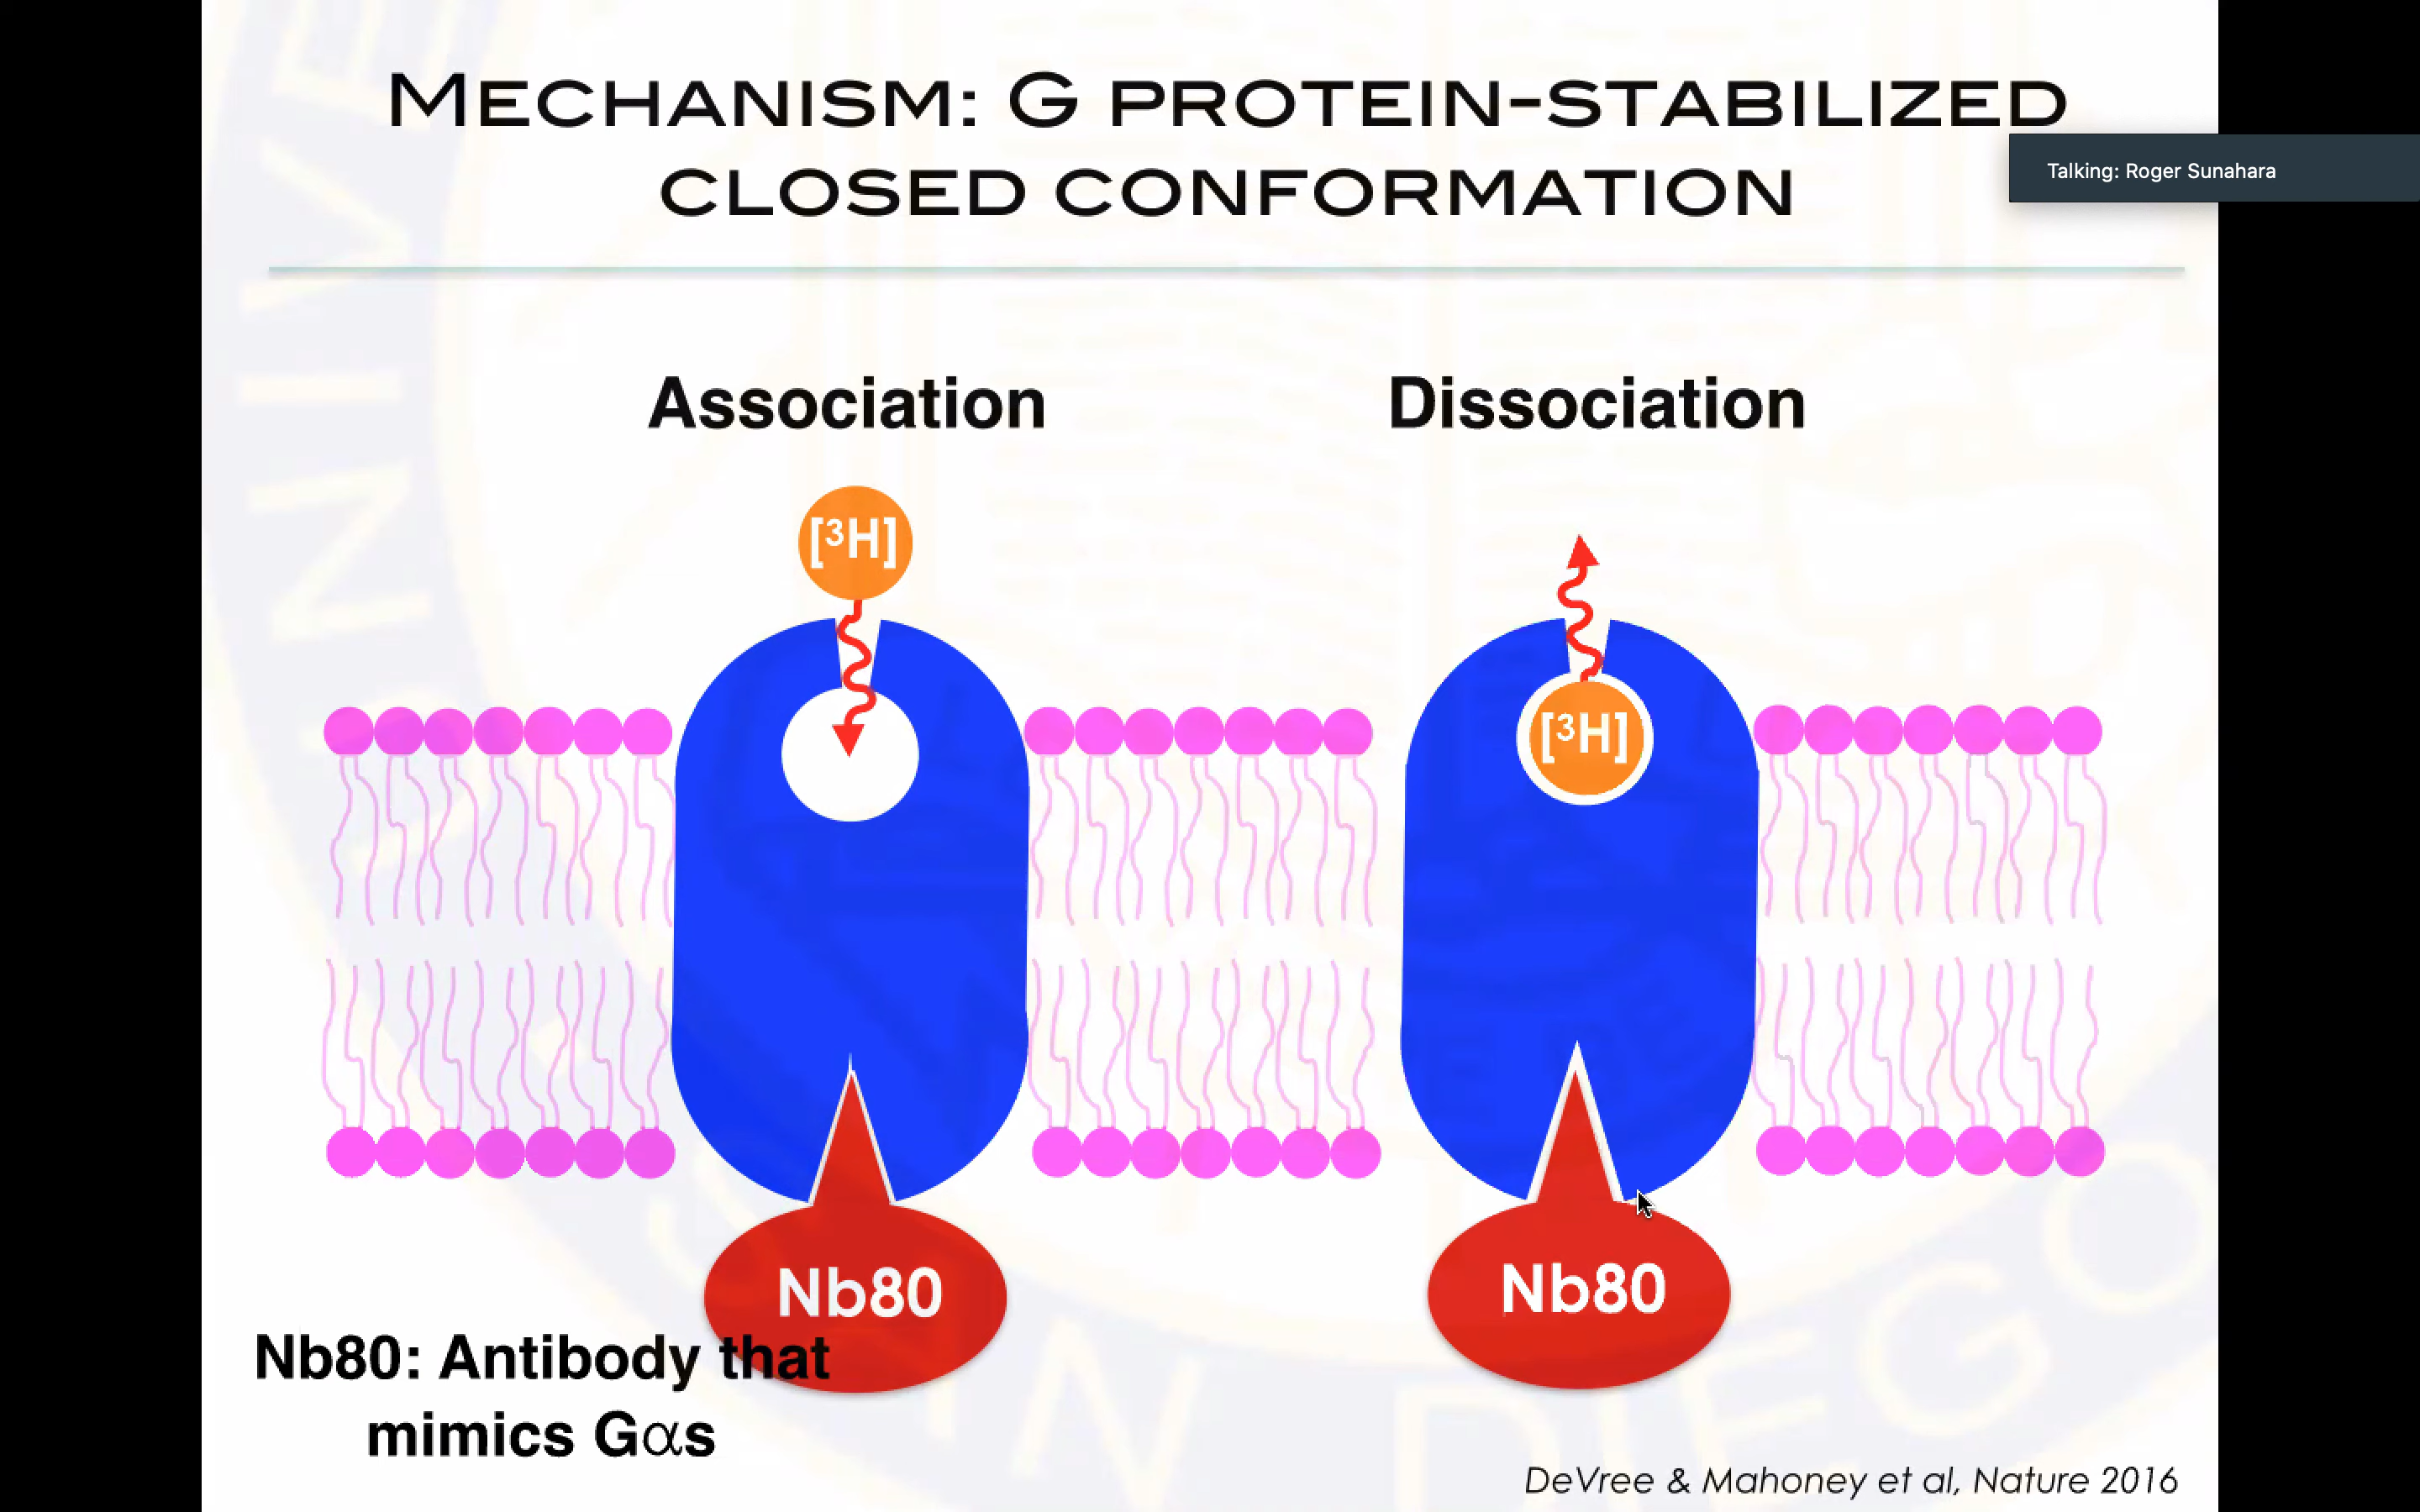 MECHANISM: G PROTEIN-STABILIZED
CLOSED CONFORMATION
Talking: Roger Sunahara
Association
Dissociation
[³H]
[³H]
Nb80
Nb80
Nb80: Antibody that
mimics Gαs
DeVree & Mahoney et al, Nature 2016